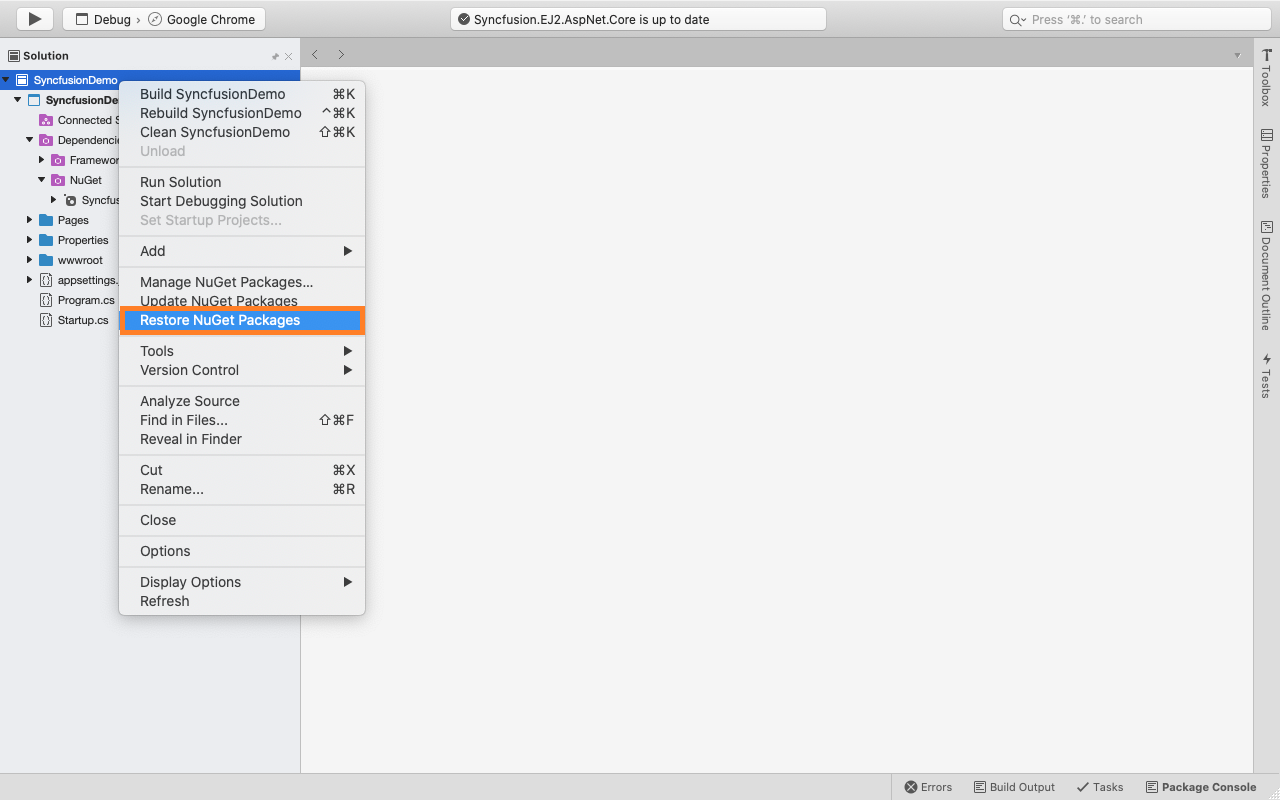 Debug › Google Chrome
Syncfusion.EJ2.AspNet.Core is up to date
Press ‘⌘.’ to search
Solution
SyncfusionDemo
SyncfusionDe
Connected S
Dependencie
Framewor
NuGet
Syncfus
Pages
Properties
wwwroot
appsettings.
Program.cs
Startup.cs
Build SyncfusionDemo ⌘K
Rebuild SyncfusionDemo ^⌘K
Clean SyncfusionDemo ⇧⌘K
Unload
Run Solution
Start Debugging Solution
Set Startup Projects...
Add
Manage NuGet Packages...
Update NuGet Packages
Restore NuGet Packages
Tools
Version Control
Analyze Source
Find in Files... ⇧⌘F
Reveal in Finder
Cut ⌘X
Rename... ⌘R
Close
Options
Display Options
Refresh
Toolbox
Properties
Document Outline
Tests
Errors
Build Output
Tasks
Package Console